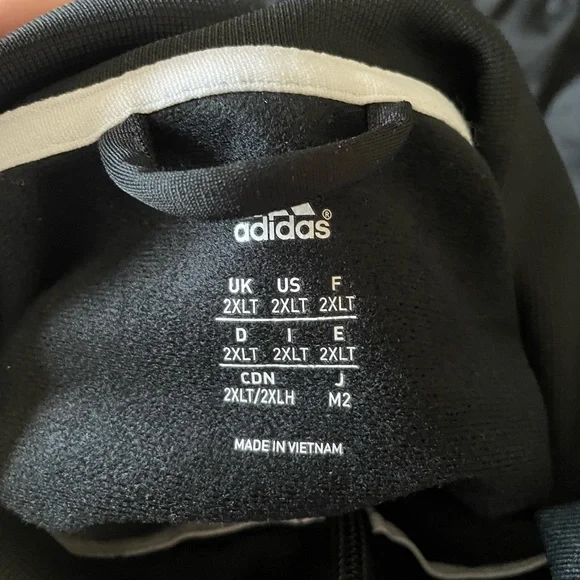 adidas®
UK US F
2XLT 2XLT 2XLT
D I E
2XLT 2XLT 2XLT
CDN J
2XLT/2XLH M2
MADE IN VIETNAM